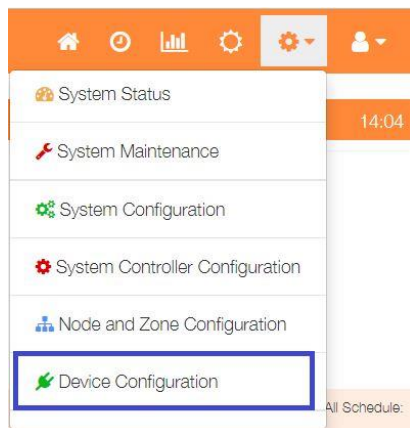 System Status
14:04
System Maintenance
System Configuration
System Controller Configuration
Node and Zone Configuration
Device Configuration
All Schedule: